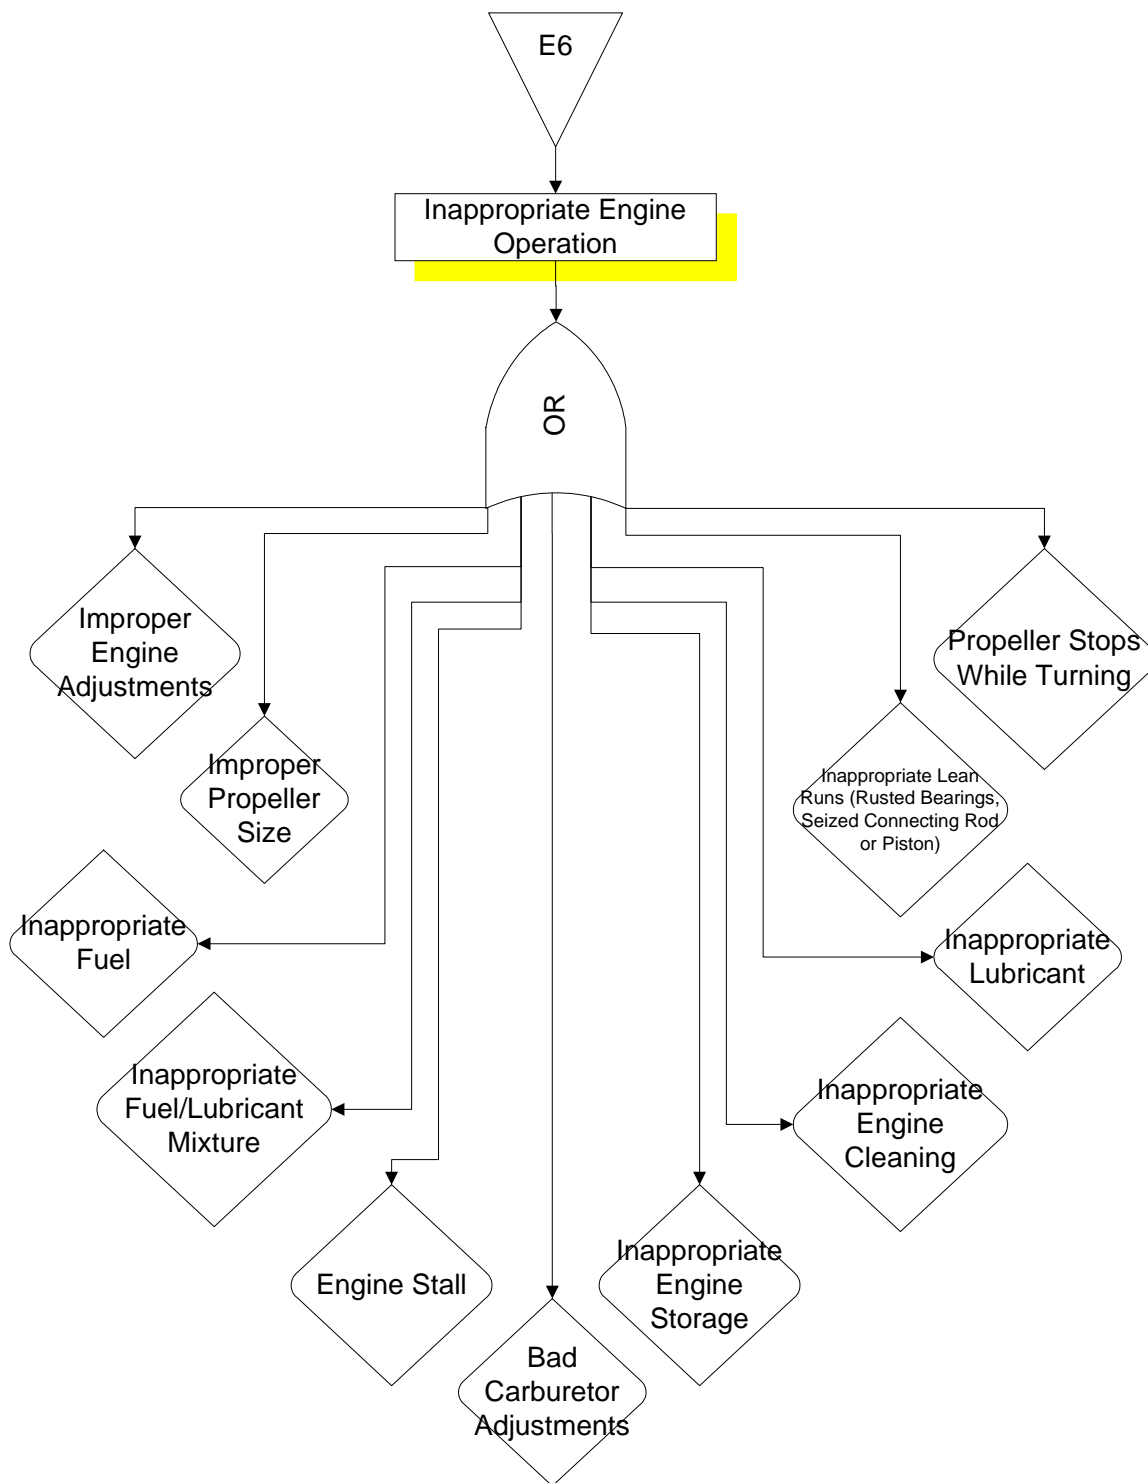 E6
Inappropriate Engine
Operation
OR
Improper
Engine
Adjustments
Propeller Stops
While Turning
Improper
Propeller
Size
Inappropriate Lean
Runs (Rusted Bearings,
Seized Connecting Rod
or Piston)
Inappropriate
Fuel
Inappropriate
Lubricant
Inappropriate
Fuel/Lubricant
Mixture
Inappropriate
Engine
Cleaning
Engine Stall
Inappropriate
Engine
Storage
Bad
Carburetor
Adjustments